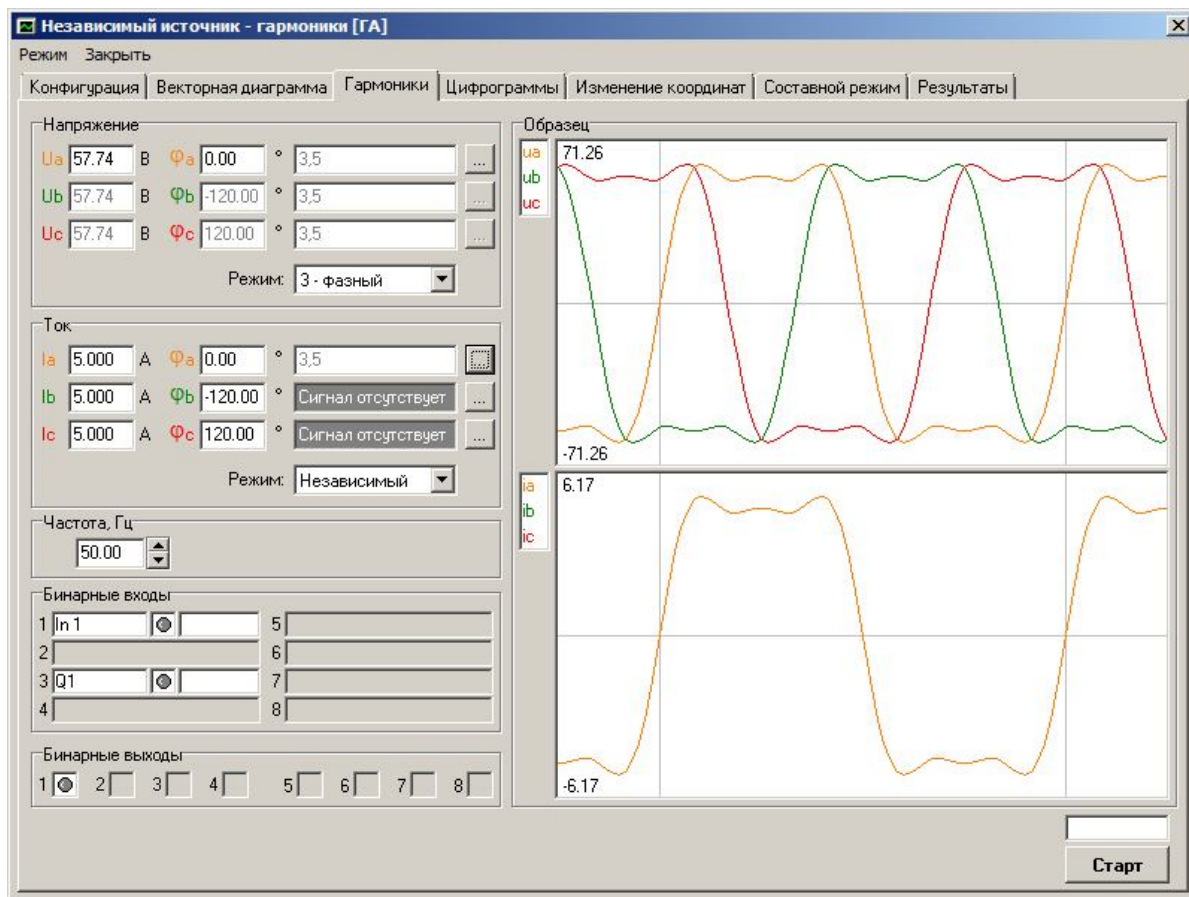 Независимый источник - гармоники [ГА]
Режим Закрыть
Конфигурация Векторная диаграмма Гармоники Цифрограммы Изменение координат Составной режим Результаты
Напряжение
Ua 57.74 В φa 0.00 ° 3,5 ...
Ub 57.74 В φb -120.00 ° 3,5 ...
Uc 57.74 В φc 120.00 ° 3,5 ...
Режим: 3 - фазный
Ток
Ia 5.000 А φa 0.00 ° 3,5 ...
Ib 5.000 А φb -120.00 ° Сигнал отсутствует ...
Ic 5.000 А φc 120.00 ° Сигнал отсутствует ...
Режим: Независимый
Частота, Гц
50.00
Бинарные входы
1 In 1 5
2 6
3 Q1 7
4 8
Бинарные выходы
1 2 3 4 5 6 7 8
Образец
ua 71.26
ub
uc
-71.26
ia 6.17
ib
ic
-6.17
Старт